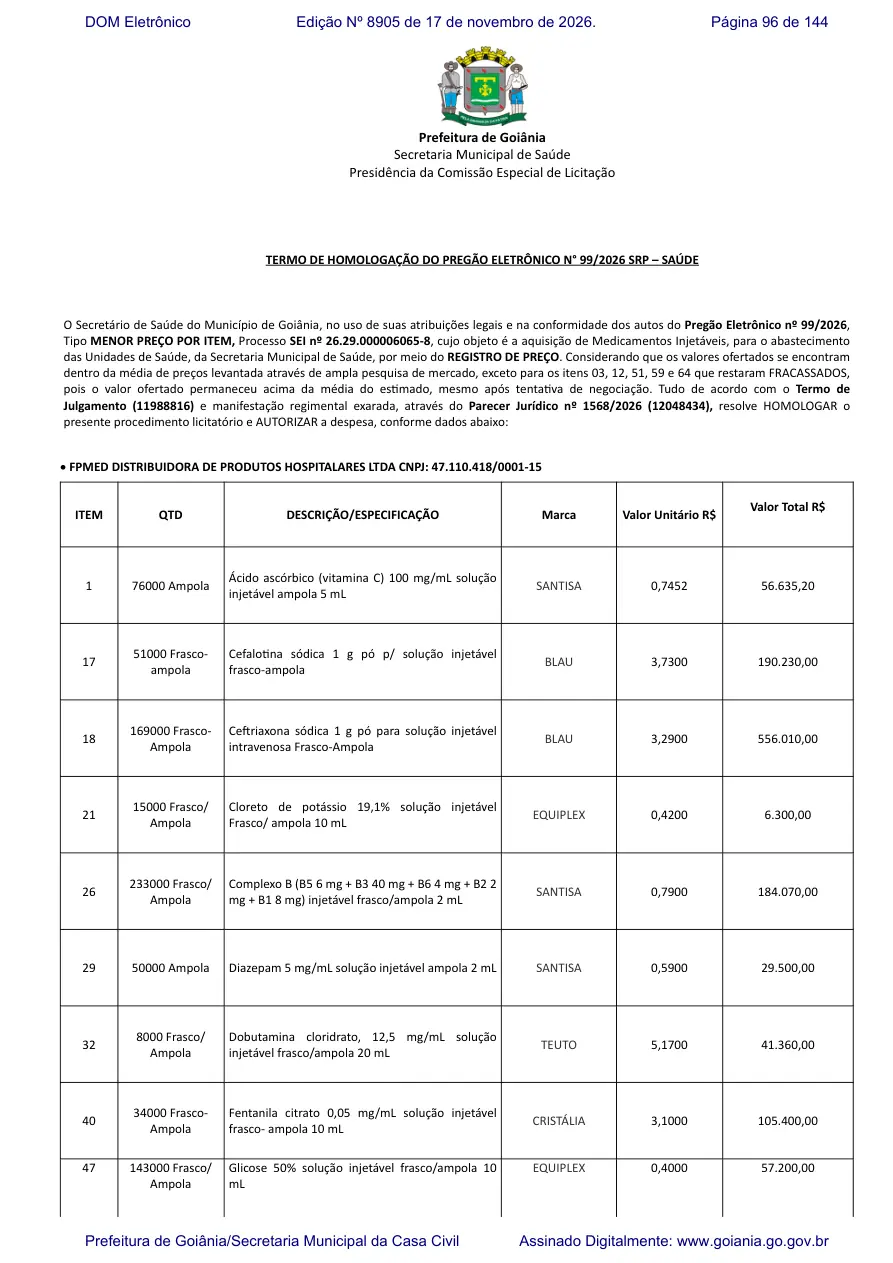 DOM Eletrônico Edição Nº 8905 de 17 de novembro de 2026. Página 96 de 144
Prefeitura de Goiânia
Secretaria Municipal de Saúde
Presidência da Comissão Especial de Licitação
TERMO DE HOMOLOGAÇÃO DO PREGÃO ELETRÔNICO N° 99/2026 SRP – SAÚDE
O Secretário de Saúde do Município de Goiânia, no uso de suas atribuições legais e na conformidade dos autos do Pregão Eletrônico nº 99/2026,
Tipo MENOR PREÇO POR ITEM, Processo SEI nº 26.29.000006065-8, cujo objeto é a aquisição de Medicamentos Injetáveis, para o abastecimento
das Unidades de Saúde, da Secretaria Municipal de Saúde, por meio do REGISTRO DE PREÇO. Considerando que os valores ofertados se encontram
dentro da média de preços levantada através de ampla pesquisa de mercado, exceto para os itens 03, 12, 51, 59 e 64 que restaram FRACASSADOS,
pois o valor ofertado permaneceu acima da média do estimado, mesmo após tentativa de negociação. Tudo de acordo com o Termo de
Julgamento (11988816) e manifestação regimental exarada, através do Parecer Jurídico nº 1568/2026 (12048434), resolve HOMOLOGAR o
presente procedimento licitatório e AUTORIZAR a despesa, conforme dados abaixo:
• FPMED DISTRIBUIDORA DE PRODUTOS HOSPITALARES LTDA CNPJ: 47.110.418/0001-15
ITEM QTD DESCRIÇÃO/ESPECIFICAÇÃO Marca Valor Unitário R$ Valor Total R$
1 76000 Ampola Ácido ascórbico (vitamina C) 100 mg/mL solução
injetável ampola 5 mL SANTISA 0,7452 56.635,20
17 51000 Frasco-
ampola Cefalotina sódica 1 g pó p/ solução injetável
frasco-ampola BLAU 3,7300 190.230,00
18 169000 Frasco-
Ampola Ceftriaxona sódica 1 g pó para solução injetável
intravenosa Frasco-Ampola BLAU 3,2900 556.010,00
21 15000 Frasco/
Ampola Cloreto de potássio 19,1% solução injetável
Frasco/ ampola 10 mL EQUIPLEX 0,4200 6.300,00
26 233000 Frasco/
Ampola Complexo B (B5 6 mg + B3 40 mg + B6 4 mg + B2 2
mg + B1 8 mg) injetável frasco/ampola 2 mL SANTISA 0,7900 184.070,00
29 50000 Ampola Diazepam 5 mg/mL solução injetável ampola 2 mL SANTISA 0,5900 29.500,00
32 8000 Frasco/
Ampola Dobutamina cloridrato, 12,5 mg/mL solução
injetável frasco/ampola 20 mL TEUTO 5,1700 41.360,00
40 34000 Frasco-
Ampola Fentanila citrato 0,05 mg/mL solução injetável
frasco- ampola 10 mL CRISTÁLIA 3,1000 105.400,00
47 143000 Frasco/
Ampola Glicose 50% solução injetável frasco/ampola 10
mL EQUIPLEX 0,4000 57.200,00
Prefeitura de Goiânia/Secretaria Municipal da Casa Civil Assinado Digitalmente: www.goiania.go.gov.br